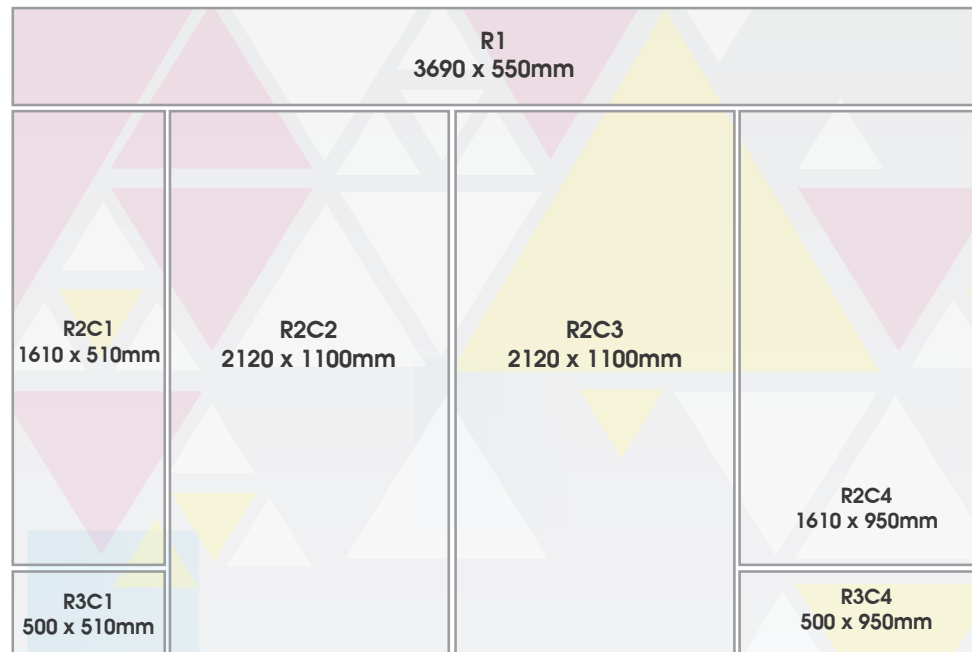 R1
3690 x 550mm
R2C1
1610 x 510mm
R2C2
2120 x 1100mm
R2C3
2120 x 1100mm
R2C4
1610 x 950mm
R3C1
500 x 510mm
R3C4
500 x 950mm